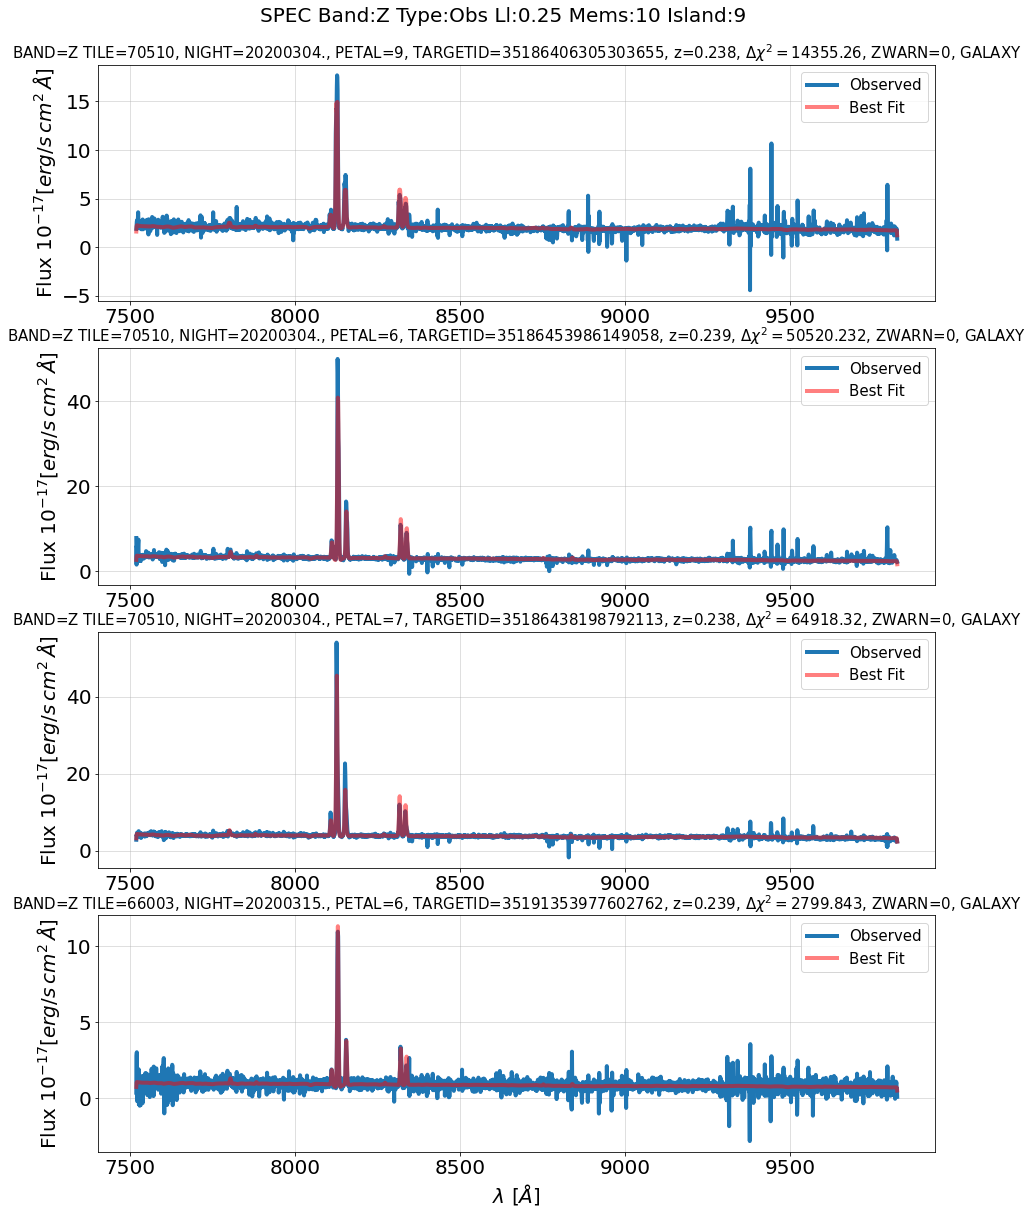 SPEC Band:Z Type:Obs Ll:0.25 Mems:10 Island:9
BAND=Z TILE=70510, NIGHT=20200304., PETAL=9, TARGETID=35186406305303655, z=0.238, Δχ² = 14355.26, ZWARN=0, GALAXY
Flux 10⁻¹⁷[erg/s cm² Å]
15
10
5
0
−5
Observed
Best Fit
7500 8000 8500 9000 9500
BAND=Z TILE=70510, NIGHT=20200304., PETAL=6, TARGETID=35186453986149058, z=0.239, Δχ² = 50520.232, ZWARN=0, GALAXY
Flux 10⁻¹⁷[erg/s cm² Å]
40
20
0
Observed
Best Fit
7500 8000 8500 9000 9500
BAND=Z TILE=70510, NIGHT=20200304., PETAL=7, TARGETID=35186438198792113, z=0.238, Δχ² = 64918.32, ZWARN=0, GALAXY
Flux 10⁻¹⁷[erg/s cm² Å]
40
20
0
Observed
Best Fit
7500 8000 8500 9000 9500
BAND=Z TILE=66003, NIGHT=20200315., PETAL=6, TARGETID=35191353977602762, z=0.239, Δχ² = 2799.843, ZWARN=0, GALAXY
Flux 10⁻¹⁷[erg/s cm² Å]
10
5
0
Observed
Best Fit
7500 8000 8500 9000 9500
λ [Å]